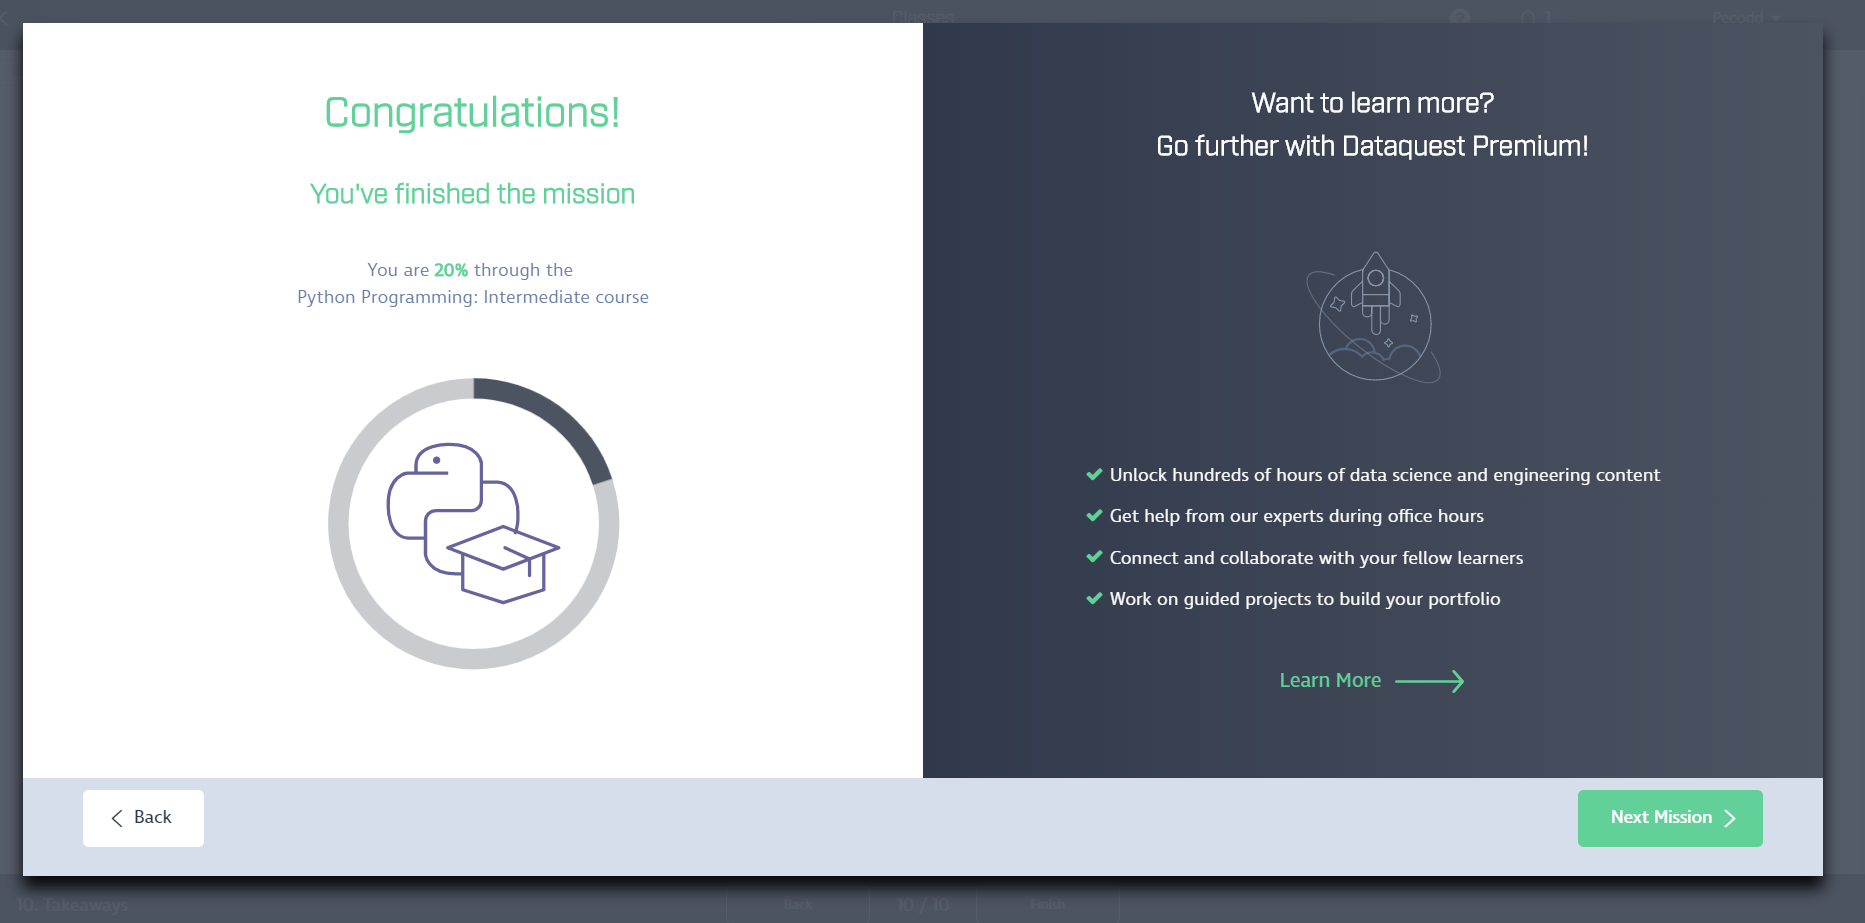 Classes
Pecodd
Congratulations!
You've finished the mission
You are 20% through the
Python Programming: Intermediate course
Want to learn more?
Go further with Dataquest Premium!
Unlock hundreds of hours of data science and engineering content
Get help from our experts during office hours
Connect and collaborate with your fellow learners
Work on guided projects to build your portfolio
Learn More
Back
Next Mission
10. Takeaways
Back
10 / 10
Finish